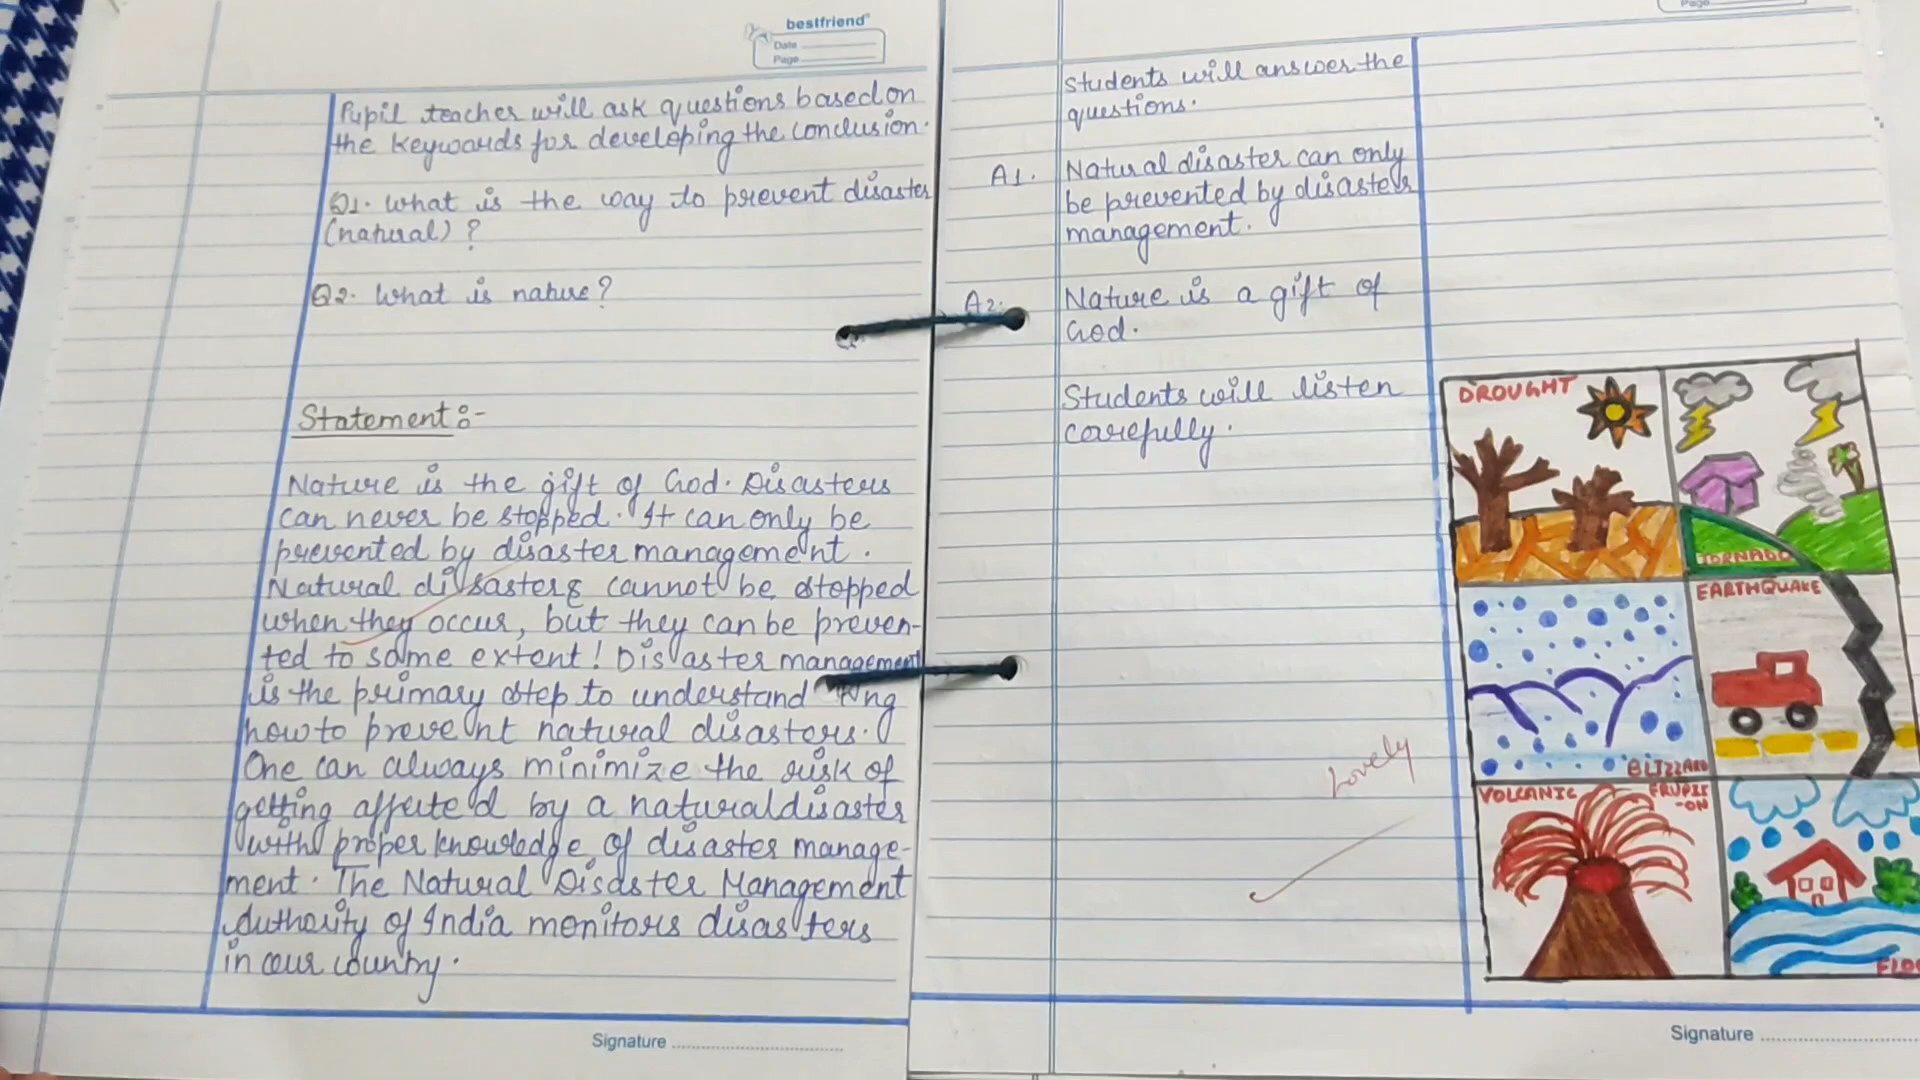 bestfriend
Date
Page
Pupil teacher will ask questions based on
the keywords for developing the conclusion.
Q1. What is the way to prevent disaster
(natural) ?
Q2. What is nature?
Statement :-
Nature is the gift of God. Disasters
can never be stopped. It can only be
prevented by disaster management.
Natural disasters cannot be stopped
when they occur, but they can be preven-
ted to some extent! Disaster management
is the primary step to understand ing
how to prevent natural disasters.
One can always minimize the risk of
getting affected by a natural disaster
with proper knowledge of disaster manage-
ment. The Natural Disaster Management
Authority of India monitors disasters
in our country.
Signature
Page
Students will answer the
questions.
A1. Natural disaster can only
be prevented by disaster
management.
A2. Nature is a gift of
God.
Students will listen
carefully.
Lovely
DROUGHT
TORNADO
EARTHQUAKE
BLIZZARD
VOLCANIC ERUPTI
-ON
Signature